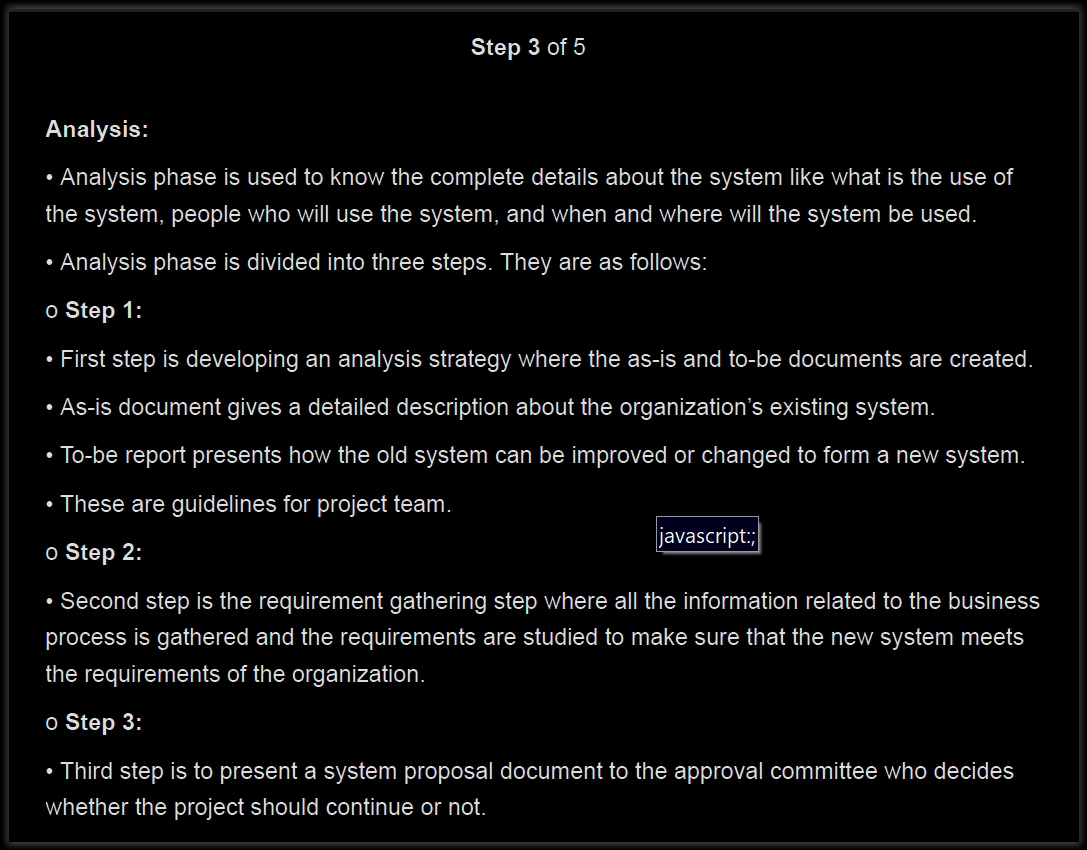 Step 3 of 5
Analysis:
• Analysis phase is used to know the complete details about the system like what is the use of
the system, people who will use the system, and when and where will the system be used.
• Analysis phase is divided into three steps. They are as follows:
o Step 1:
• First step is developing an analysis strategy where the as-is and to-be documents are created.
• As-is document gives a detailed description about the organization’s existing system.
• To-be report presents how the old system can be improved or changed to form a new system.
• These are guidelines for project team.
javascript:;
o Step 2:
• Second step is the requirement gathering step where all the information related to the business
process is gathered and the requirements are studied to make sure that the new system meets
the requirements of the organization.
o Step 3:
• Third step is to present a system proposal document to the approval committee who decides
whether the project should continue or not.